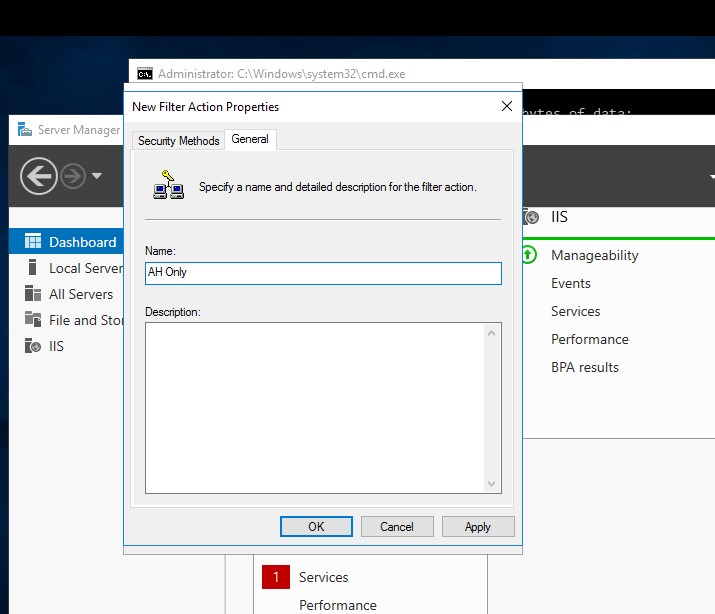 Administrator: C:\Windows\system32\cmd.exe
New Filter Action Properties
bytes of data:
Server Manager
Security Methods
General
Specify a name and detailed description for the filter action.
Name:
AH Only
Description:
OK
Cancel
Apply
Dashboard
Local Server
All Servers
File and Stor
IIS
IIS
Manageability
Events
Services
Performance
BPA results
1
Services
Performance